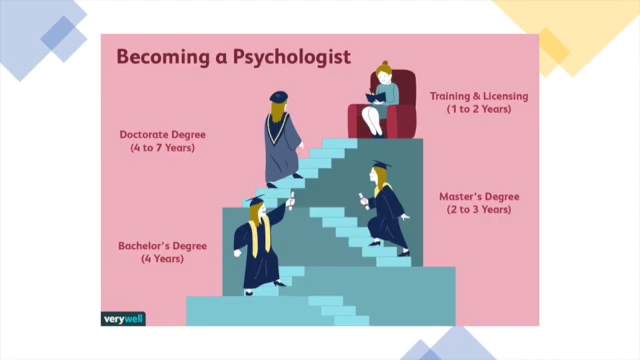 Becoming a Psychologist
Training & Licensing
(1 to 2 Years)
Doctorate Degree
(4 to 7 Years)
Master's Degree
(2 to 3 Years)
Bachelor's Degree
(4 Years)
verywell